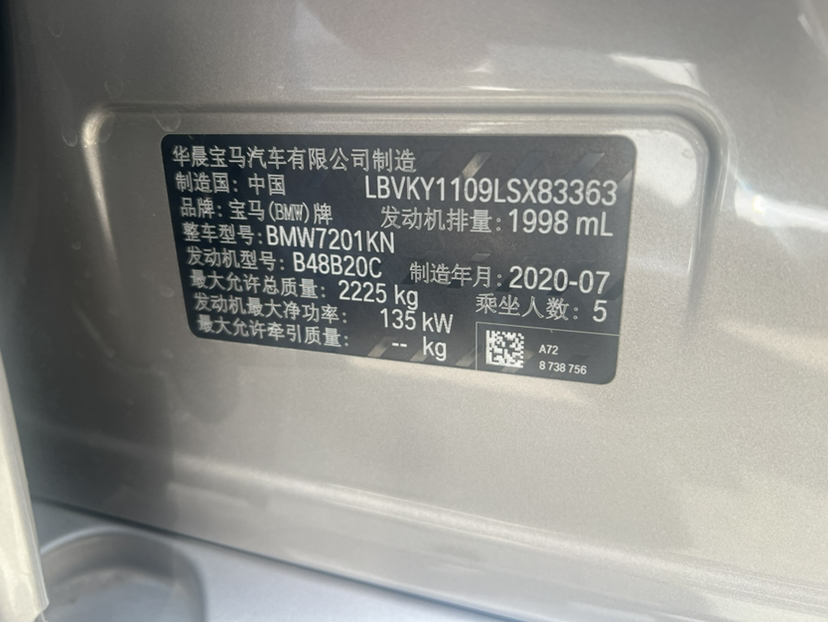 华晨宝马汽车有限公司制造
制造国: 中国 LBVKY1109LSX83363
品牌: 宝马(BMW)牌 发动机排量: 1998 mL
整车型号: BMW7201KN
发动机型号: B48B20C 制造年月: 2020-07
最大允许总质量: 2225 kg 乘坐人数: 5
发动机最大净功率: 135 kW
最大允许牵引质量: -- kg
A72
8 738 756